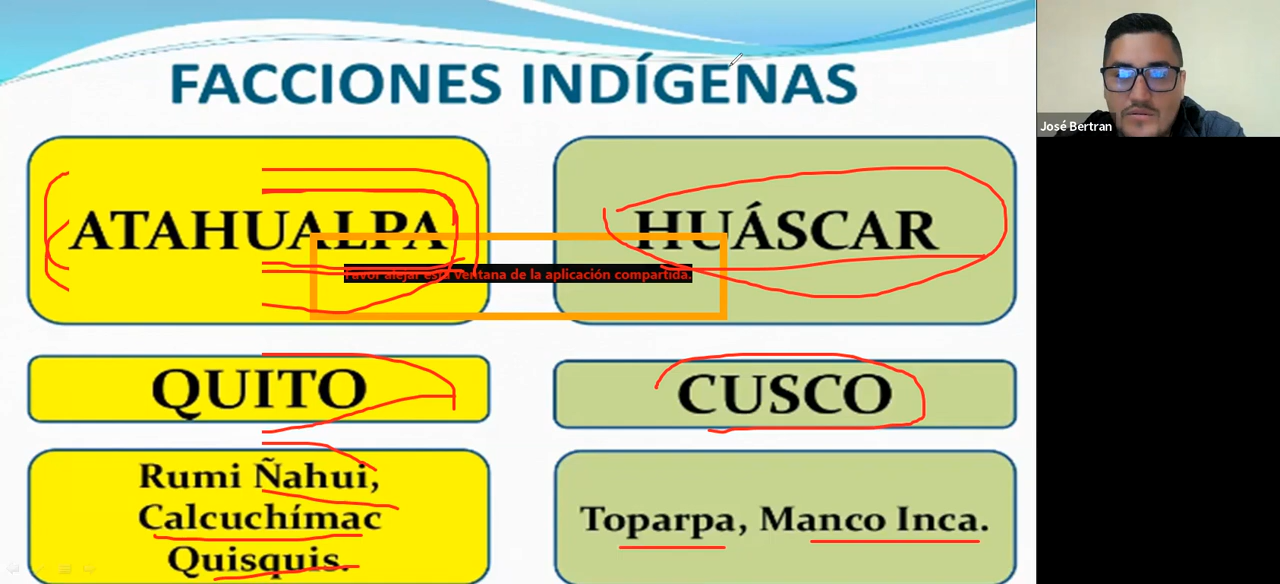 FACCIONES INDÍGENAS
José Bertran
ATAHUALPA
HUÁSCAR
Favor alejar esta ventana de la aplicación compartida.
QUITO
CUSCO
Rumi Ñahui,
Calcuchímac
Quisquis.
Toparpa, Manco Inca.